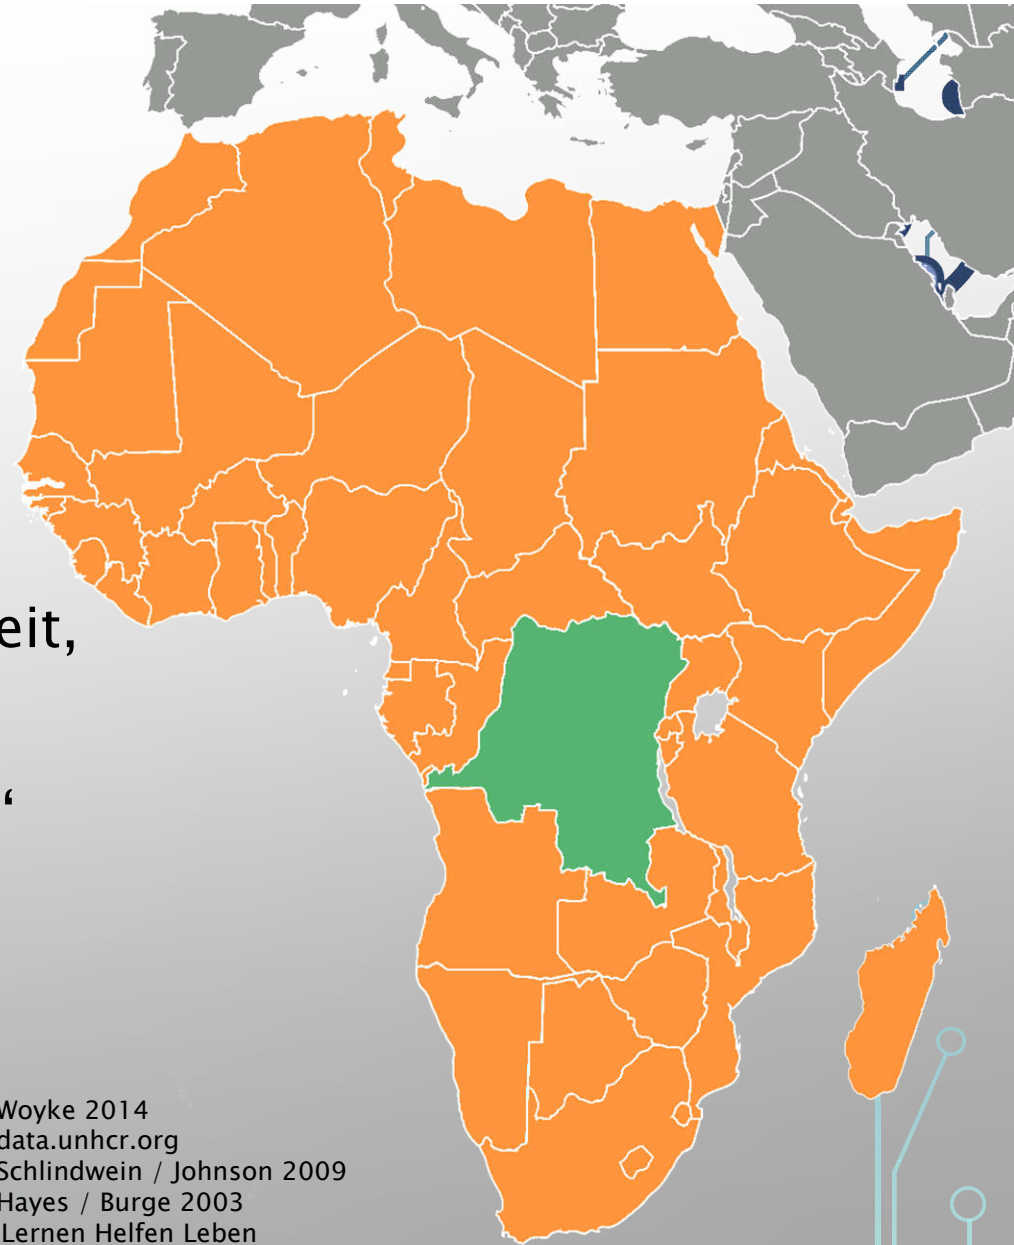 eit,
“
Woyke 2014
data.unhcr.org
Schlindwein / Johnson 2009
Hayes / Burge 2003
Lernen Helfen Leben